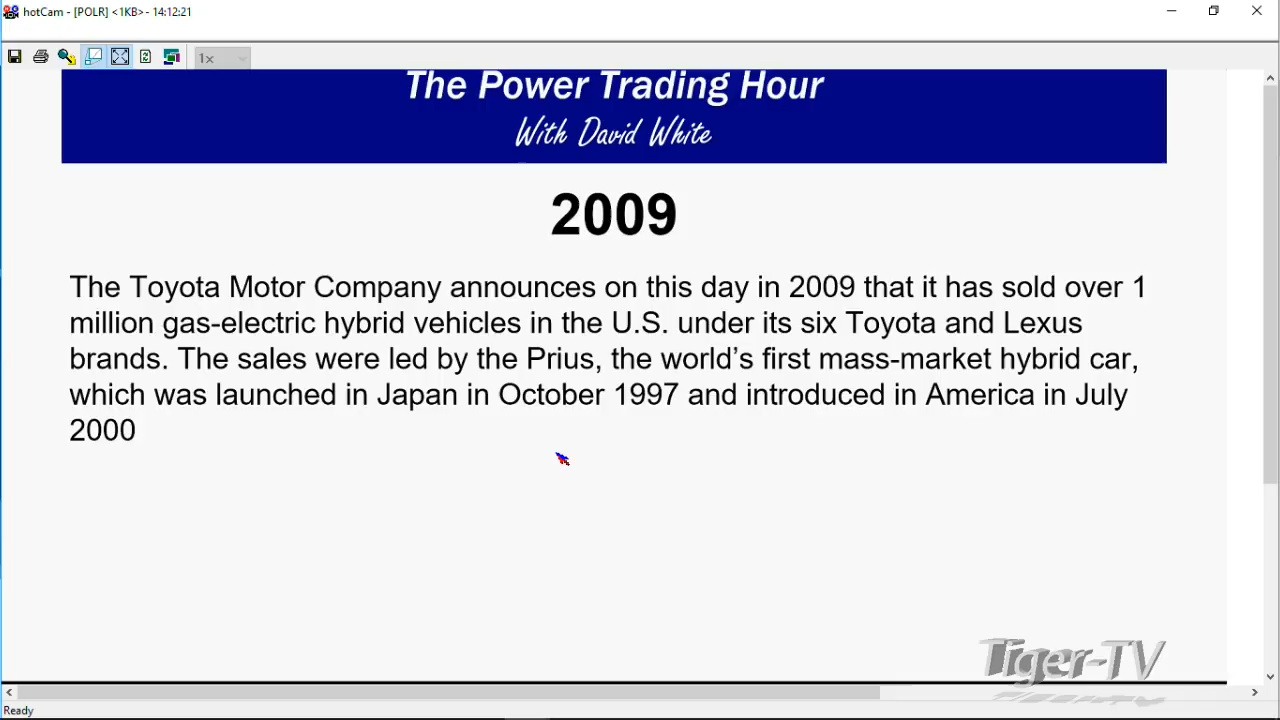 hotCam - [POLR] <1KB> - 14:12:21
1x
The Power Trading Hour
With David White
2009
The Toyota Motor Company announces on this day in 2009 that it has sold over 1
million gas-electric hybrid vehicles in the U.S. under its six Toyota and Lexus
brands. The sales were led by the Prius, the world’s first mass-market hybrid car,
which was launched in Japan in October 1997 and introduced in America in July
2000
Tiger-TV
Ready